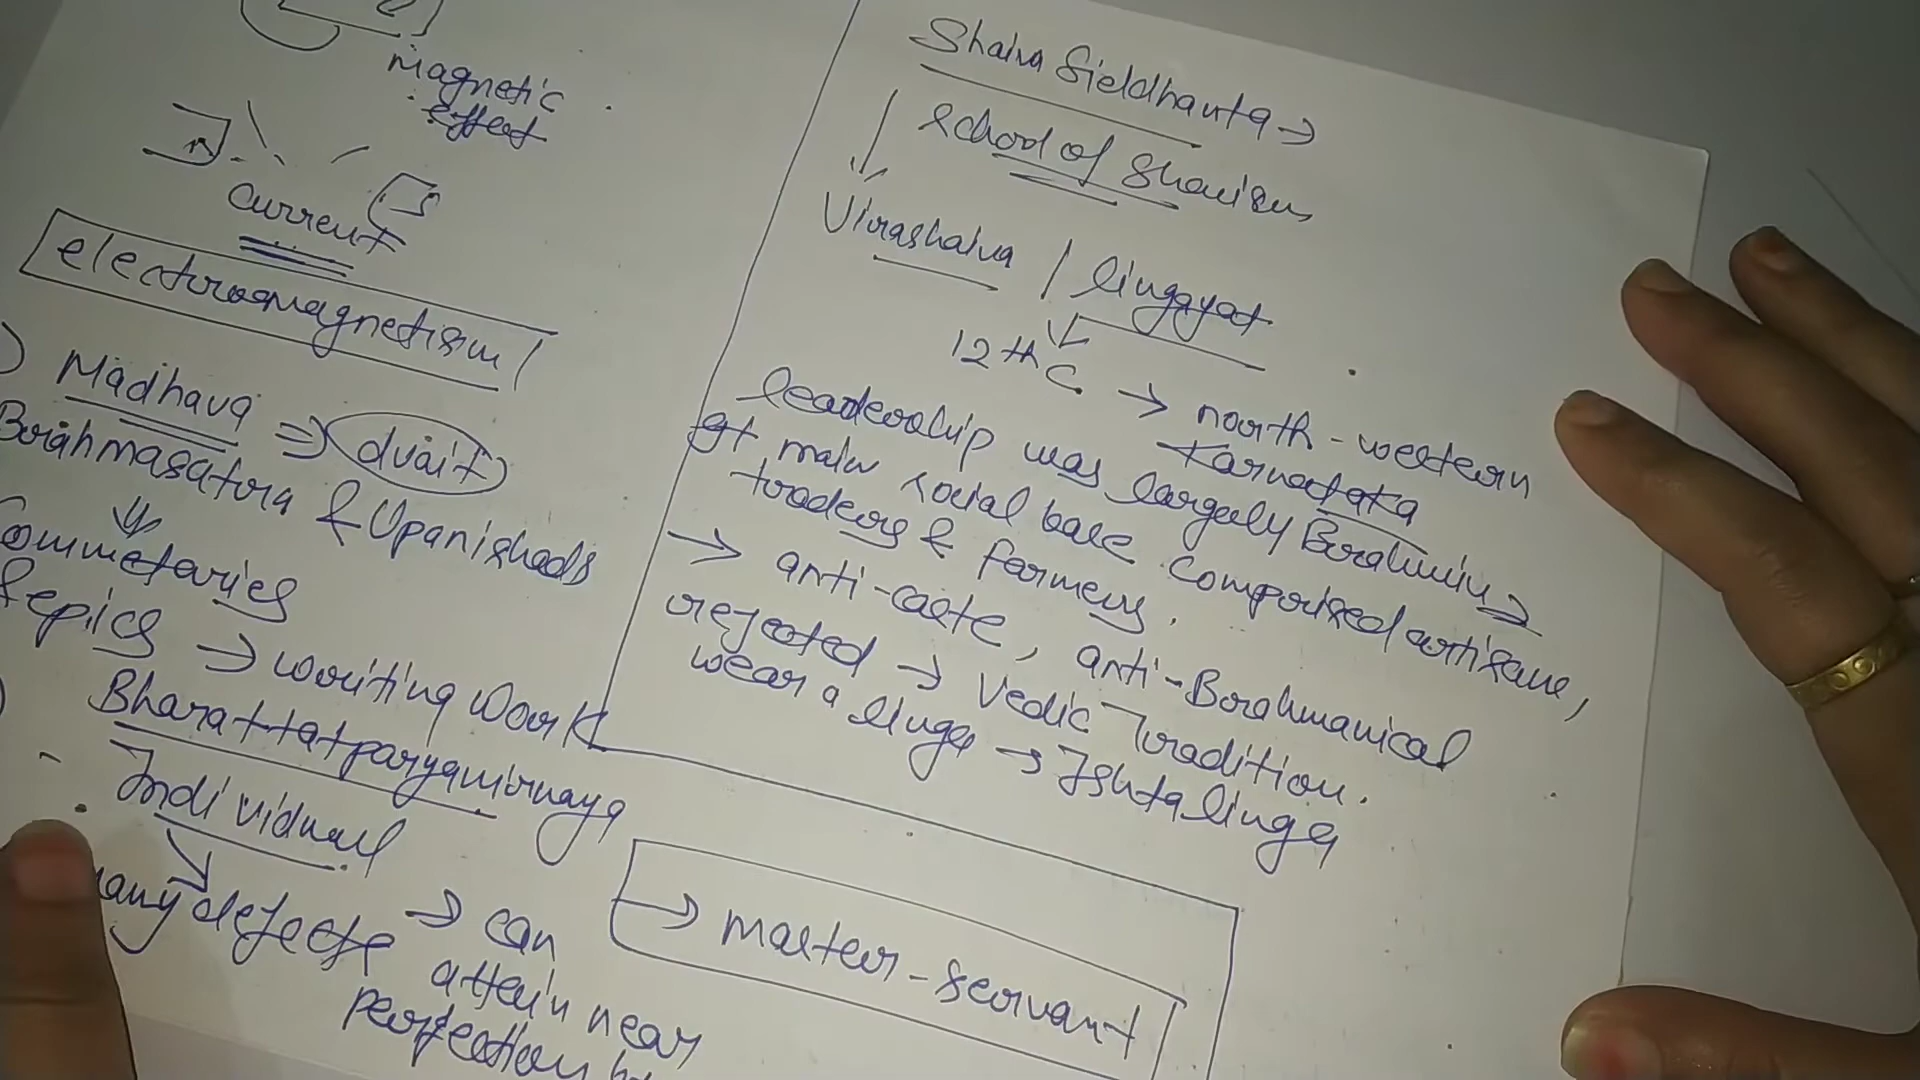 magnetic
effect
current
electromagnetism
Madhava ⇒ dvait
Brahmasutra & Upanishads
Commetaries
& epics → writing work
Bharattatparyanirnaya
Individual
many defects → can
attain near
perfection
Shaiva Siddhanta →
School of Shaivism
Virashaiva / lingayat
12th C. → north-western
Karnataka
leadership was largely Brahmin →
It main social base comprised artisans,
traders & farmers.
→ anti-caste, anti-Brahmanical
rejected → Vedic Tradition.
wear a linga → Ishtalinga
→ master-servant